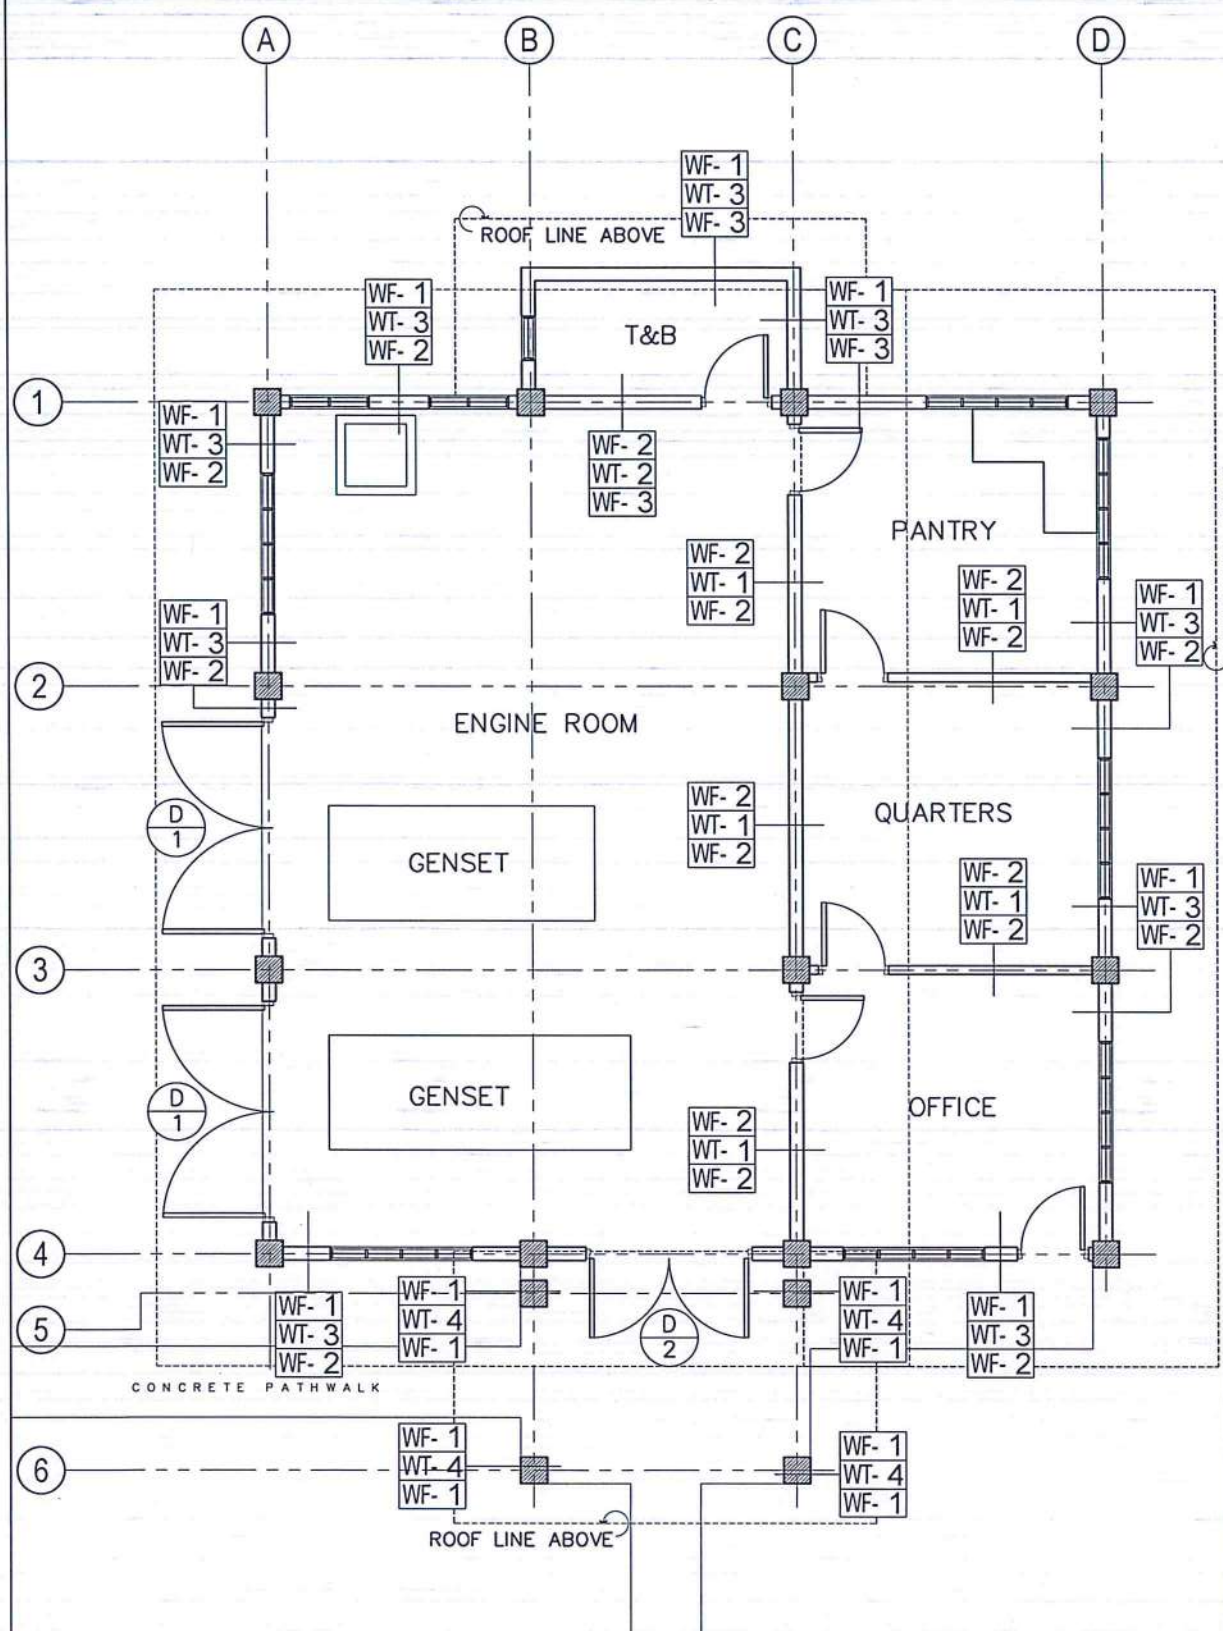 A
B
C
D
WF- 1
WT- 3
WF- 3
ROOF LINE ABOVE
WF- 1
WT- 3
WF- 2
WF- 1
WT- 3
WF- 3
T&B
1
WF- 1
WT- 3
WF- 2
WF- 2
WT- 2
WF- 3
PANTRY
WF- 2
WT- 1
WF- 2
WF- 2
WT- 1
WF- 2
WF- 1
WT- 3
WF- 2
WF- 1
WT- 3
WF- 2
2
ENGINE ROOM
D
1
GENSET
WF- 2
WT- 1
WF- 2
QUARTERS
WF- 2
WT- 1
WF- 2
WF- 1
WT- 3
WF- 2
3
D
1
GENSET
OFFICE
WF- 2
WT- 1
WF- 2
4
5
WF- 1
WT- 3
WF- 2
WF- 1
WT- 4
WF- 1
D
2
WF- 1
WT- 4
WF- 1
WF- 1
WT- 3
WF- 2
CONCRETE PATHWALK
6
WF- 1
WT- 4
WF- 1
WF- 1
WT- 4
WF- 1
ROOF LINE ABOVE